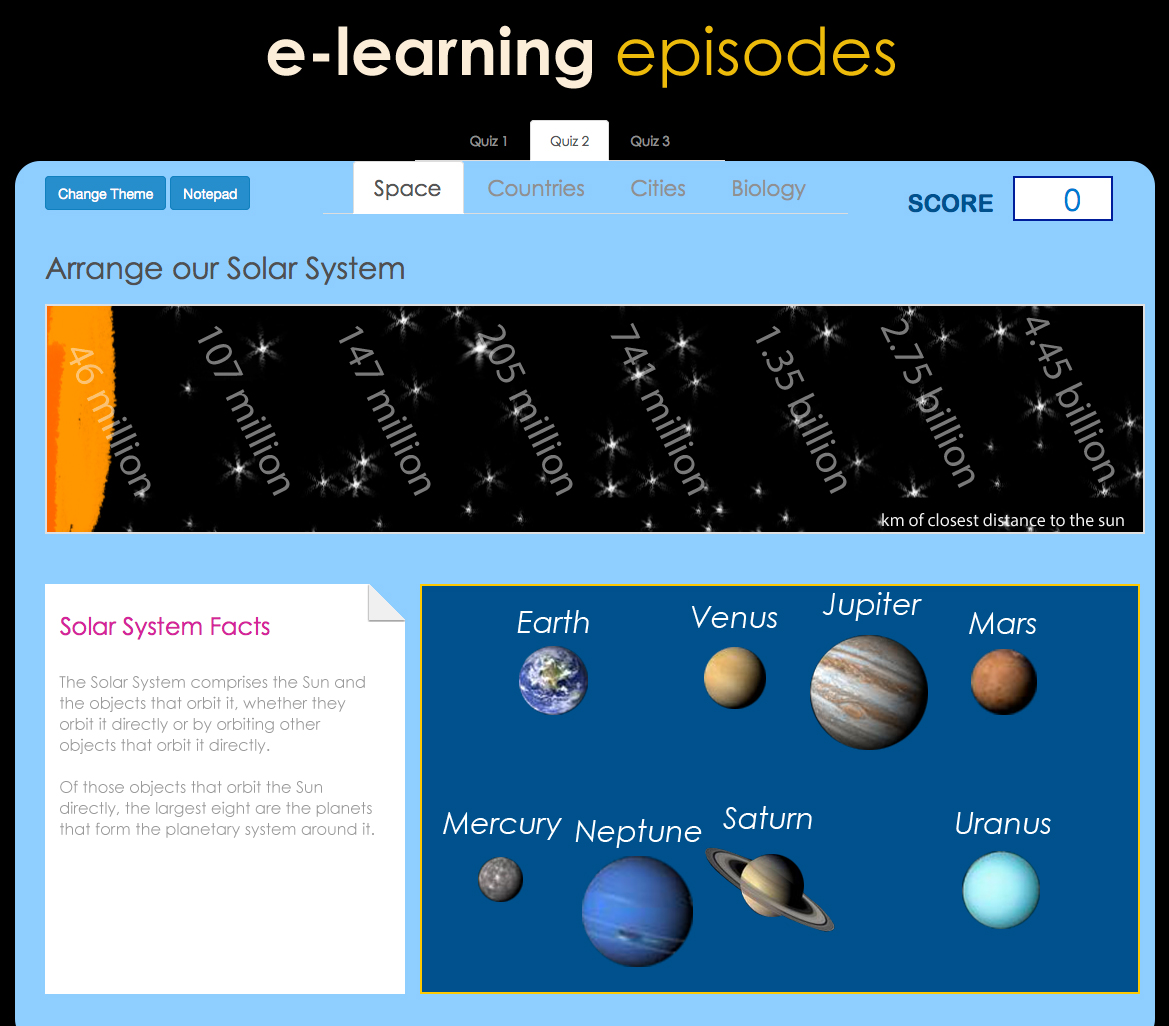 e-learning episodes
Quiz 1 Quiz 2 Quiz 3
Change Theme Notepad Space Countries Cities Biology SCORE 0
Arrange our Solar System
46 million 107 million 147 million 205 million 741 million 1.35 billion 2.75 billion 4.45 billion
km of closest distance to the sun
Solar System Facts
The Solar System comprises the Sun and
the objects that orbit it, whether they
orbit it directly or by orbiting other
objects that orbit it directly.
Of those objects that orbit the Sun
directly, the largest eight are the planets
that form the planetary system around it.
Earth Venus Jupiter Mars
Mercury Neptune Saturn Uranus